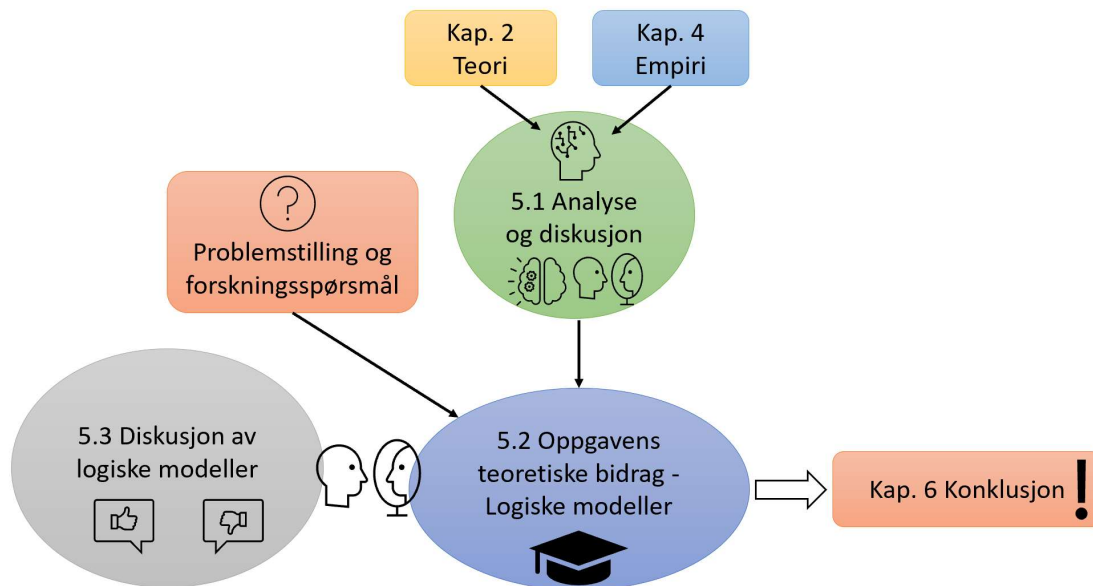 Kap. 2
Teori
Kap. 4
Empiri
5.1 Analyse
og diskusjon
?
Problemstilling og
forskningsspørsmål
5.3 Diskusjon av
logiske modeller
5.2 Oppgavens
teoretiske bidrag -
Logiske modeller
Kap. 6 Konklusjon !